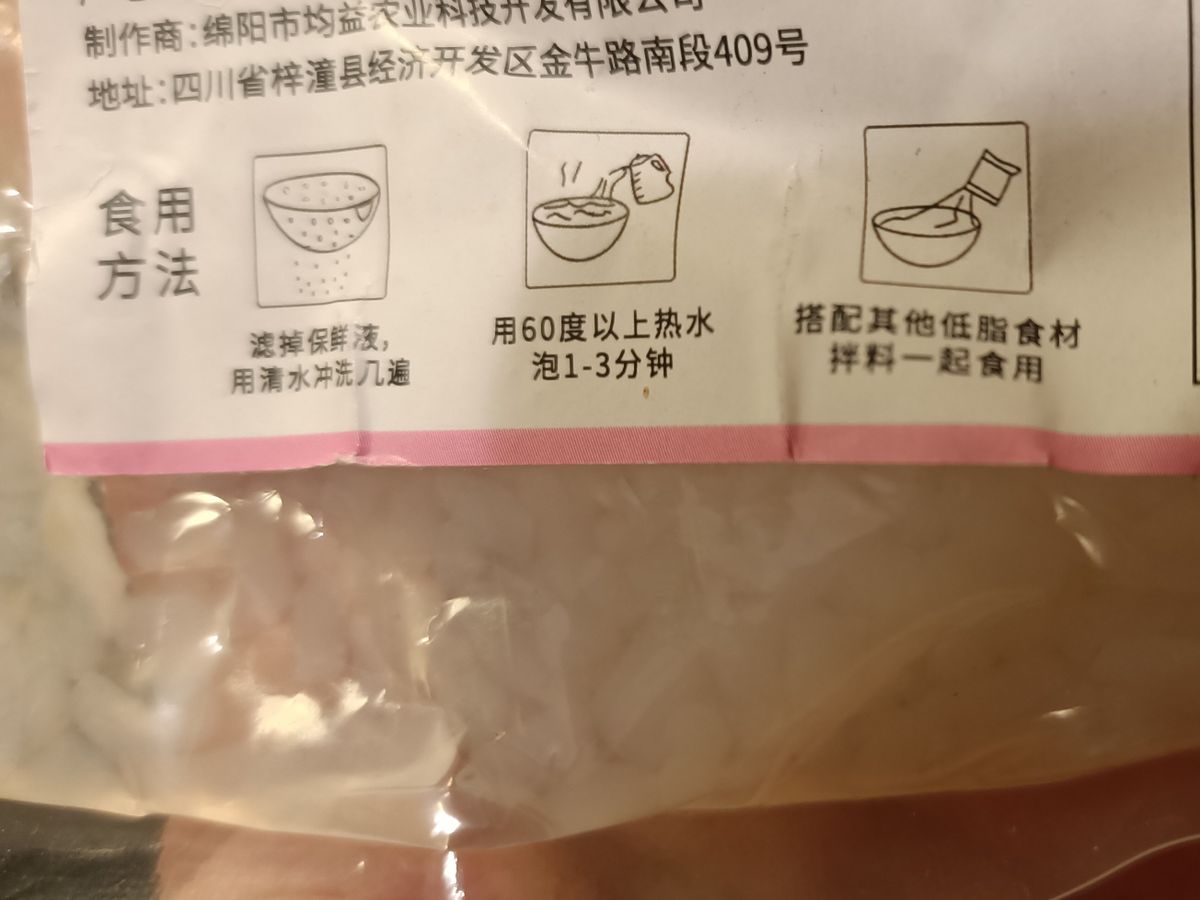 制作商:绵阳市均益农业科技开发有限公司
地址:四川省梓潼县经济开发区金牛路南段409号
食用
方法
滤掉保鲜液,
用清水冲洗几遍
用60度以上热水
泡1-3分钟
搭配其他低脂食材
拌料一起食用